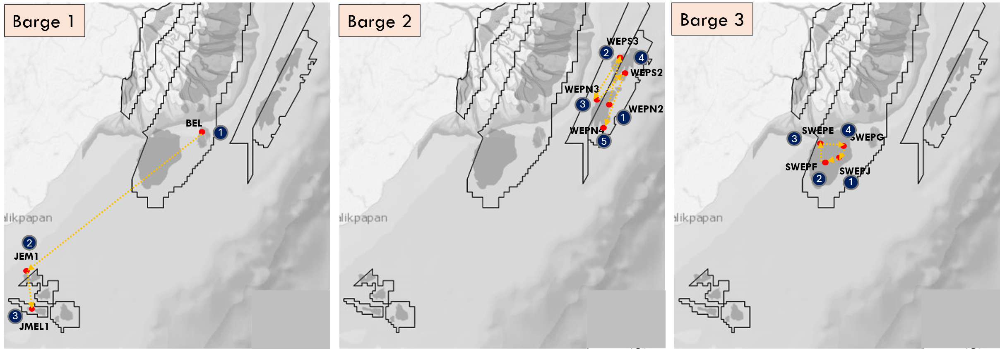 Barge 1
BEL
1
alikpapan
2
JEM1
3
JMEL1
Barge 2
WEPS3
2
4
WEPS2
WEPN3
3
WEPN2
1
WEPN4
5
alikpapan
Barge 3
4
SWEPE
SWEPG
3
SWEPF
SWEPJ
2
1
alikpapan